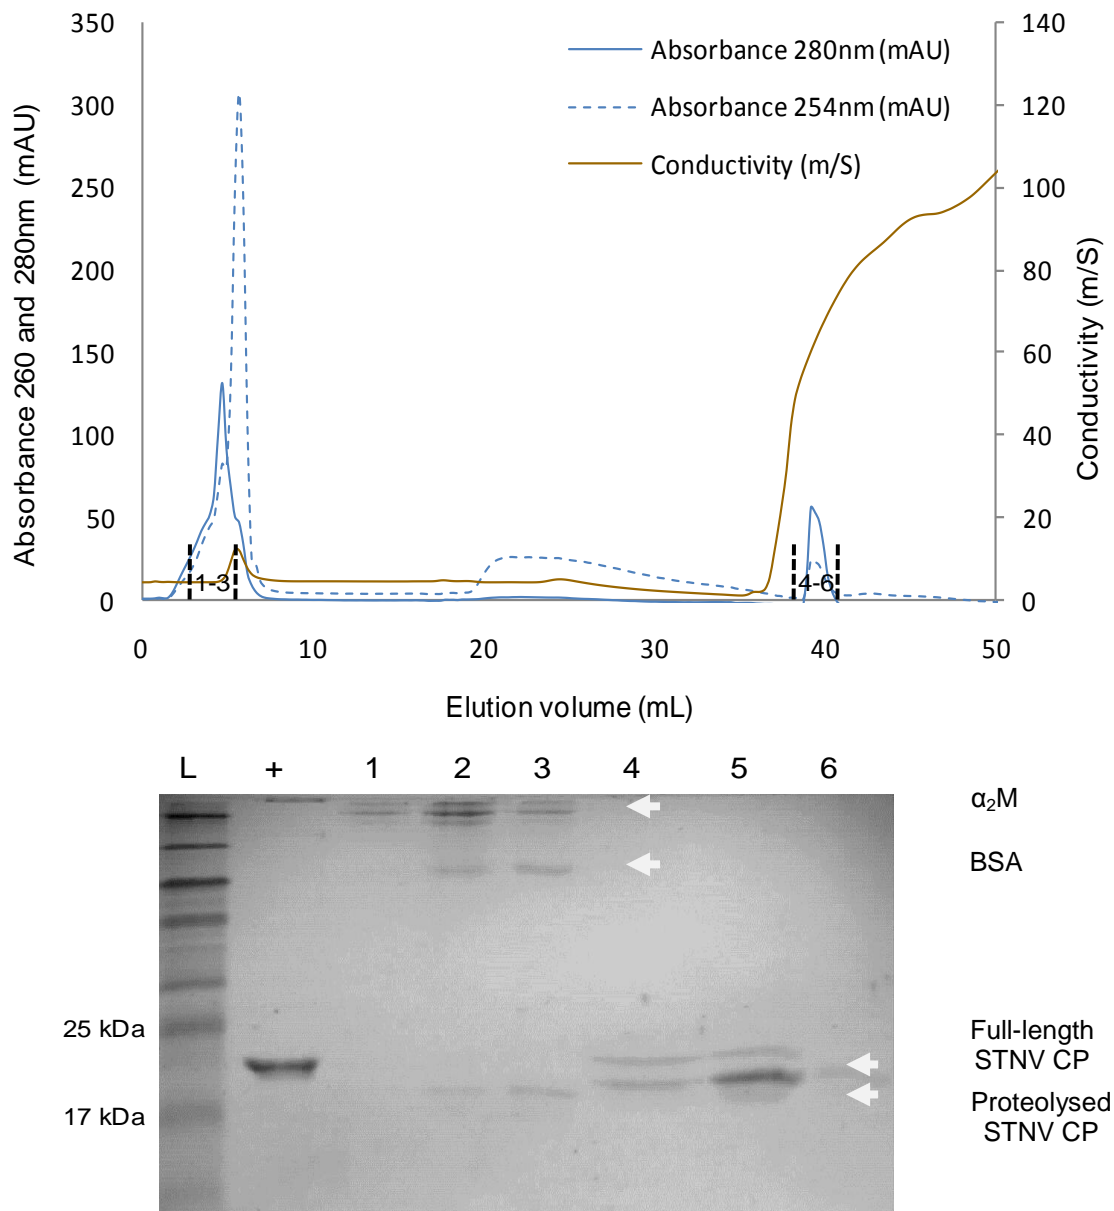 350
300
250
200
150
100
50
0
Absorbance 260 and 280nm (mAU)
Absorbance 280nm (mAU)
Absorbance 254nm (mAU)
Conductivity (m/S)
140
120
100
80
60
40
20
0
Conductivity (m/S)
1-3
4-6
0 10 20 30 40 50
Elution volume (mL)
L + 1 2 3 4 5 6
α₂M
BSA
25 kDa
Full-length
STNV CP
17 kDa
Proteolysed
STNV CP